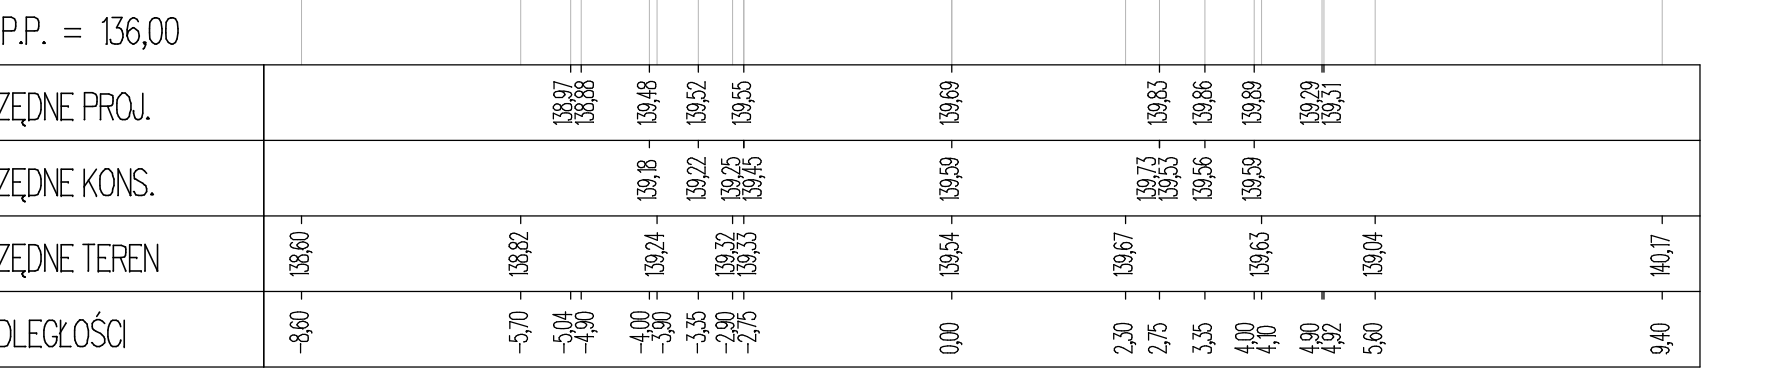 P.P. = 136,00
ZĘDNE PROJ. 138,97 138,88 139,48 139,52 139,55 139,69 139,83 139,86 139,89 139,29 139,31
ZĘDNE KONS. 139,18 139,22 139,25 139,45 139,59 139,73 139,53 139,56 139,59
ZĘDNE TEREN 138,60 138,82 139,24 139,32 139,33 139,54 139,67 139,63 139,04 140,17
DLEGŁOŚCI -8,60 -5,70 -5,04 -4,90 -4,00 -3,90 -3,35 -2,90 -2,75 0,00 2,30 2,75 3,35 4,00 4,10 4,90 4,92 5,60 9,40